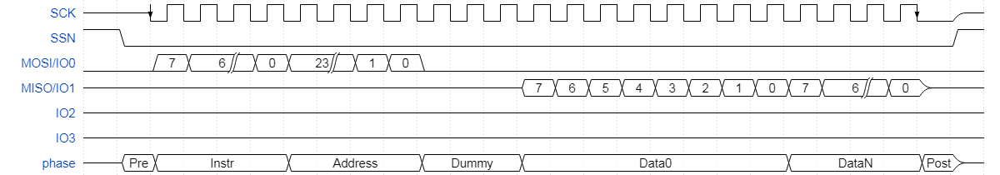 SCK
SSN
MOSI/IO0 7 6 0 23 1 0
MISO/IO1 7 6 5 4 3 2 1 0 7 6 0
IO2
IO3
phase Pre Instr Address Dummy Data0 DataN Post